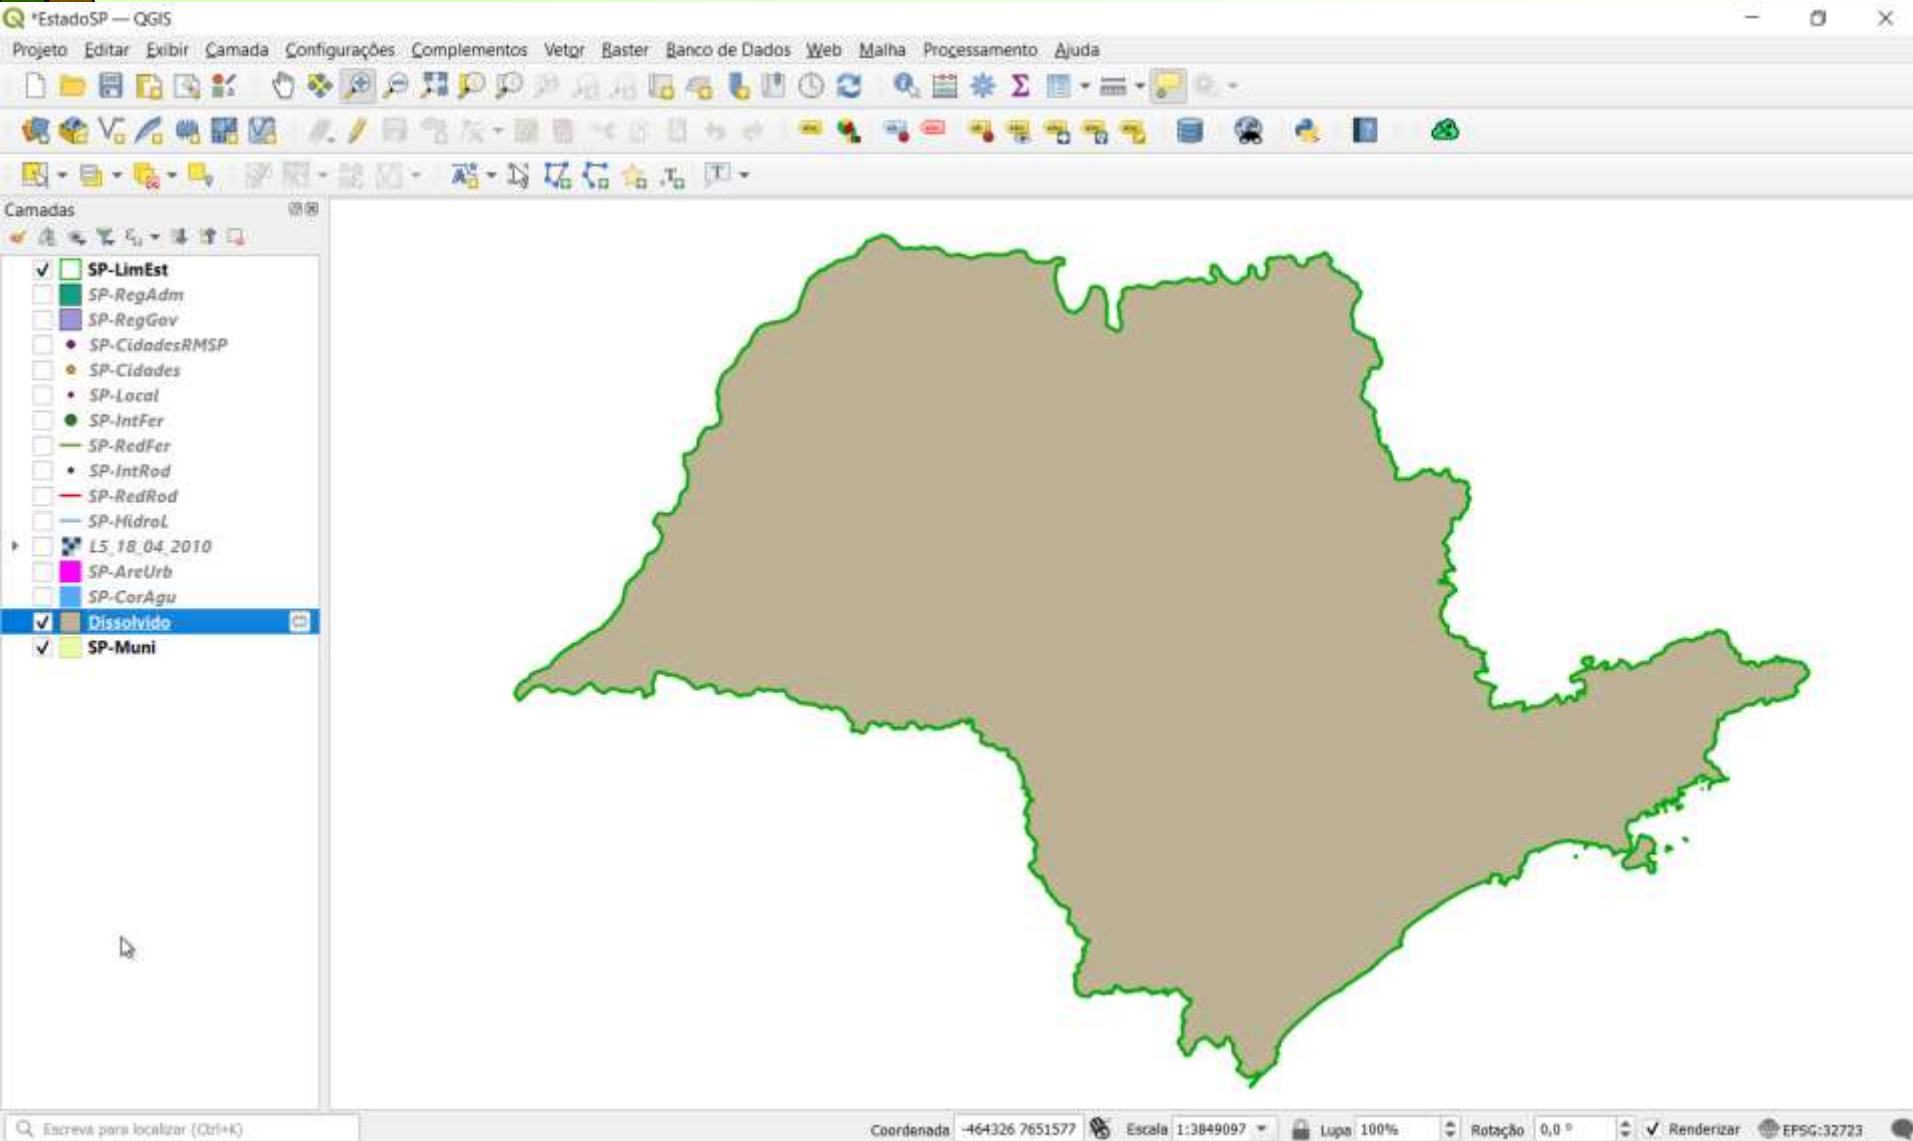 *EstadoSP — QGIS
Projeto Editar Exibir Camada Configurações Complementos Vetor Raster Banco de Dados Web Malha Processamento Ajuda
Camadas
SP-LimEst
SP-RegAdm
SP-RegGov
SP-CidadesRMSP
SP-Cidades
SP-Local
SP-IntFer
SP-RedFer
SP-IntRod
SP-RedRod
SP-HidroL
L5_18_04_2010
SP-AreUrb
SP-CorAgu
Dissolvido
SP-Muni
Escreva para localizar (Ctrl+K) Coordenada -464326 7651577 Escala 1:3849097 Lupa 100% Rotação 0,0 ° Renderizar EPSG:32723